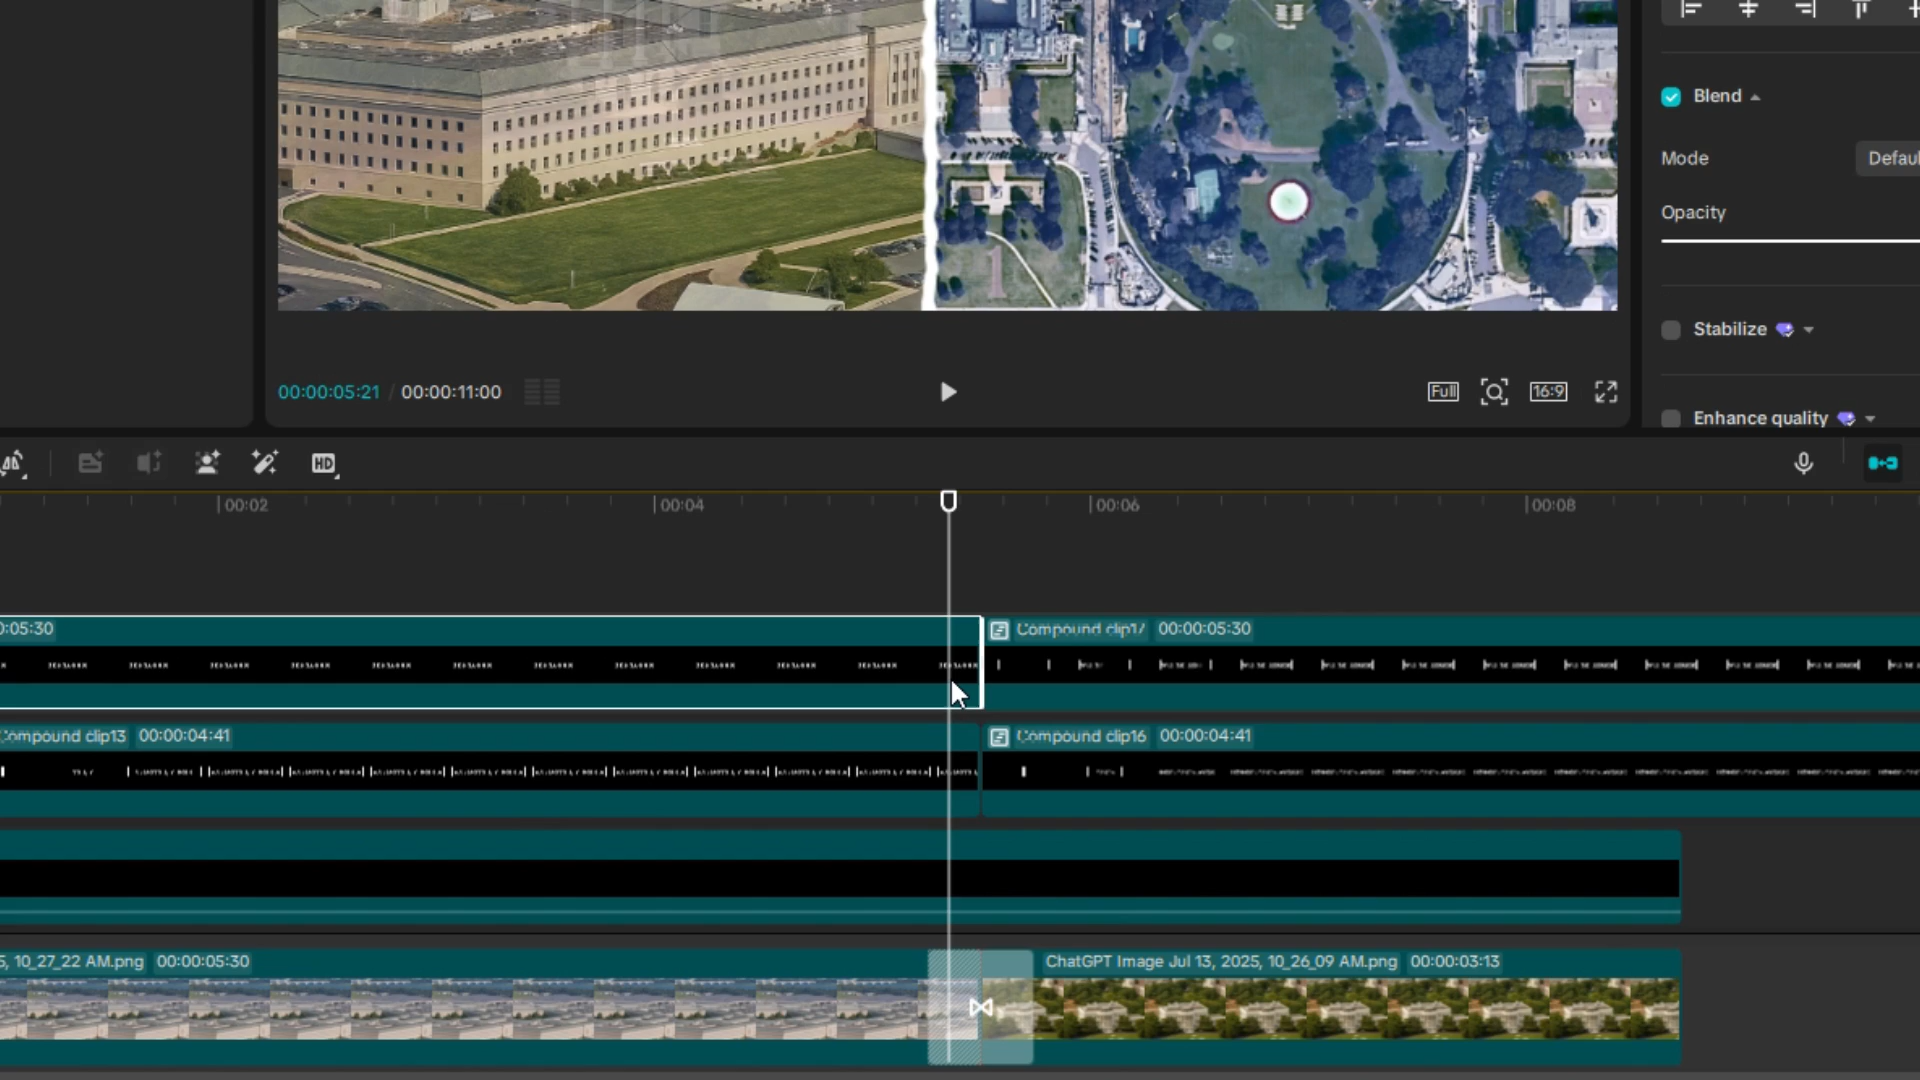 Blend
Mode Defaul
Opacity
Stabilize
00:00:05:21 / 00:00:11:00
Full
16:9
Enhance quality
HD
00:02
00:04
00:06
00:08
0:05:30
Compound clip17 00:00:05:30
Compound clip13 00:00:04:41
Compound clip16 00:00:04:41
5, 10_27_22 AM.png 00:00:05:30
ChatGPT Image Jul 13, 2025, 10_26_09 AM.png 00:00:03:13